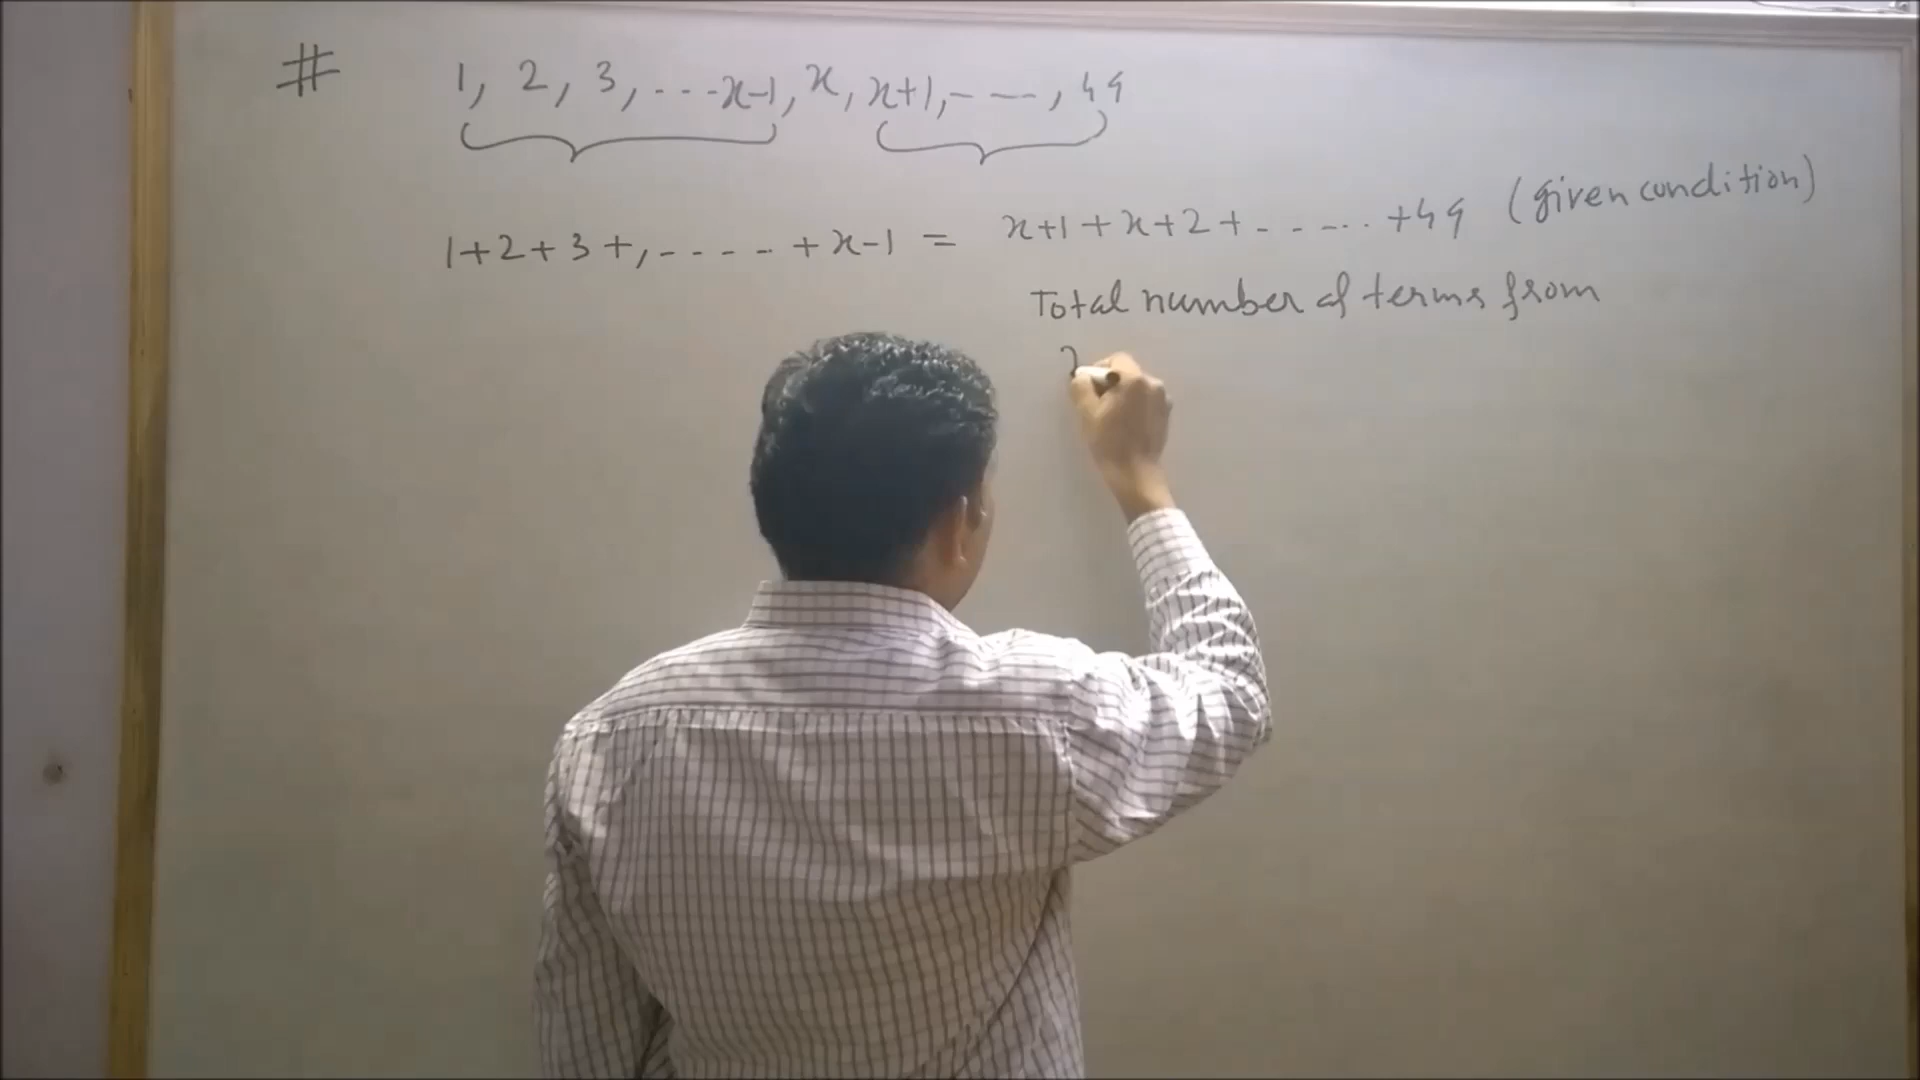 # 1, 2, 3, ---x-1, x, x+1, ---, 49
1+2+3+, ---- +x-1 = x+1+x+2+ ------ +49 (given condition)
Total number of terms from
x